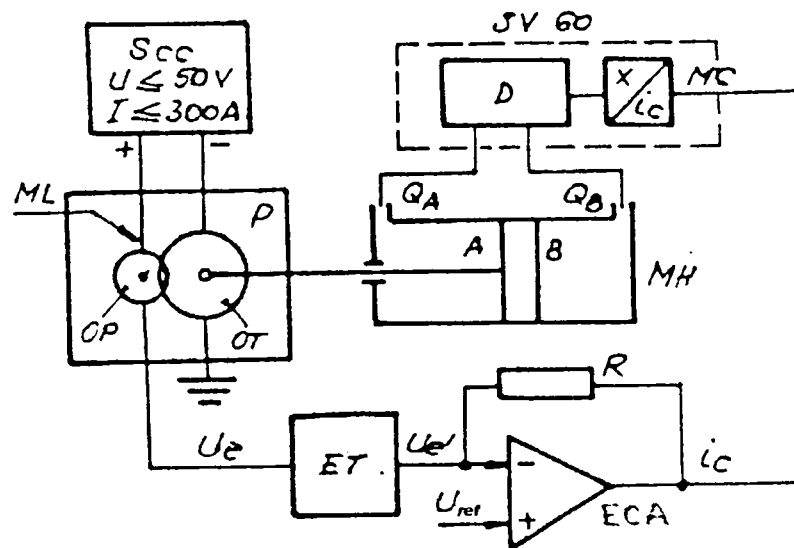 SV 60
Scc
U ≤ 50V
I ≤ 300A
+
-
D
x
ic
MC
ML
P
QA
QB
A
B
MH
OP
OT
R
Ue
ET.
Ue'
-
ic
Uref
+
ECA